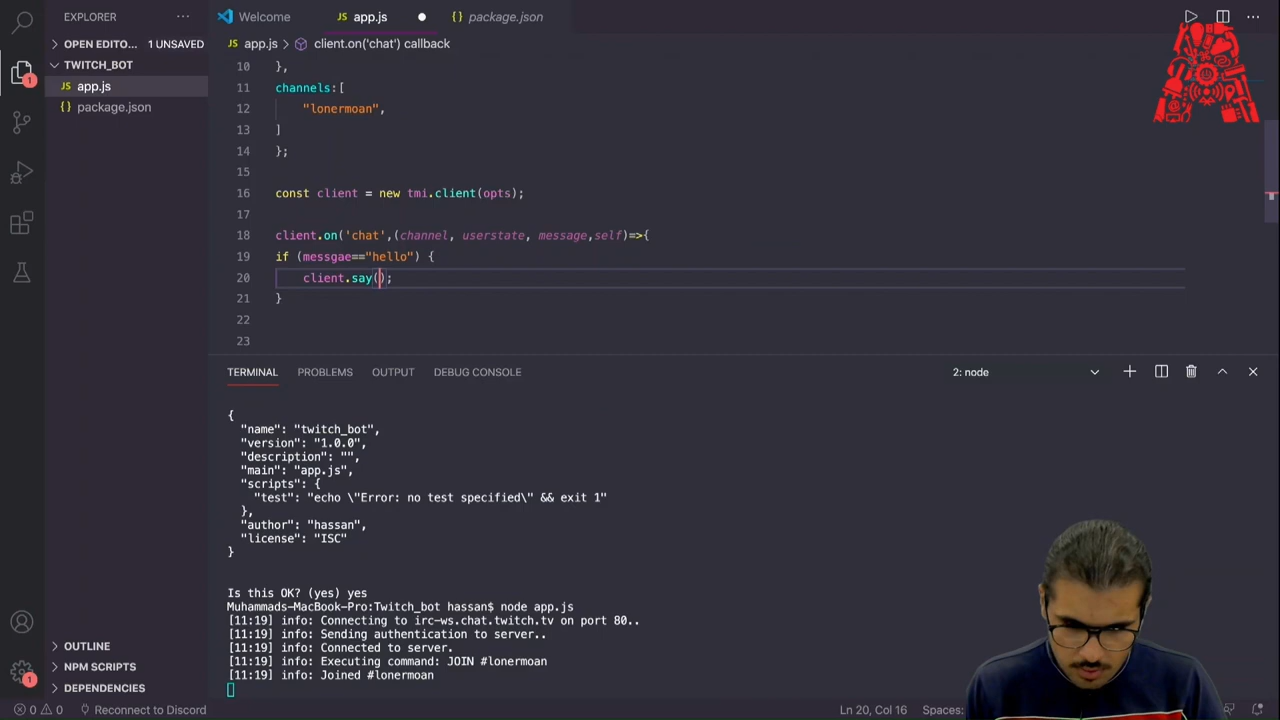 EXPLORER
Welcome
app.js
package.json
OPEN EDITO... 1 UNSAVED
app.js > client.on('chat') callback
TWITCH_BOT
JS app.js
{} package.json
10 },
11 channels:[
12 "lonermoan",
13 ]
14 };
15
16 const client = new tmi.client(opts);
17
18 client.on('chat',(channel, userstate, message,self)=>{
19 if (messgae=="hello") {
20 client.say();
21 }
22
23
TERMINAL PROBLEMS OUTPUT DEBUG CONSOLE 2: node
{
"name": "twitch_bot",
"version": "1.0.0",
"description": "",
"main": "app.js",
"scripts": {
"test": "echo \"Error: no test specified\" && exit 1"
},
"author": "hassan",
"license": "ISC"
}
Is this OK? (yes) yes
Muhammads-MacBook-Pro:Twitch_bot hassan$ node app.js
[11:19] info: Connecting to irc-ws.chat.twitch.tv on port 80..
[11:19] info: Sending authentication to server..
[11:19] info: Connected to server.
[11:19] info: Executing command: JOIN #lonermoan
[11:19] info: Joined #lonermoan
OUTLINE
NPM SCRIPTS
DEPENDENCIES
1
1
0 0 Reconnect to Discord
Ln 20, Col 16 Spaces: